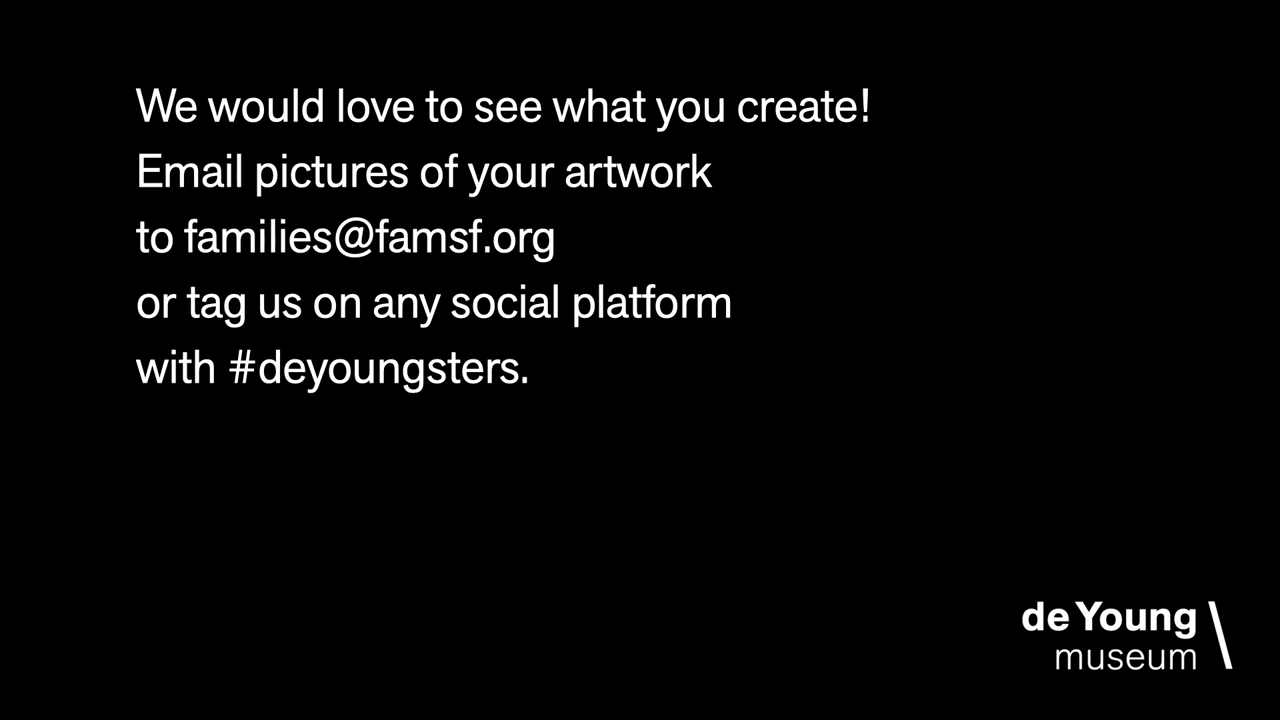 We would love to see what you create!
Email pictures of your artwork
to families@famsf.org
or tag us on any social platform
with #deyoungsters.
de Young \
museum